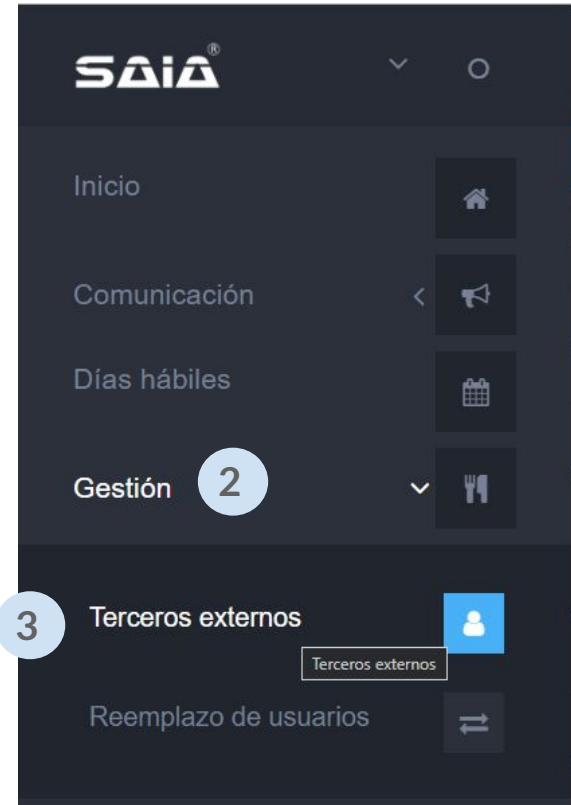 SAiA®
Inicio
Comunicación
Días hábiles
Gestión 2
3 Terceros externos
Terceros externos
Reemplazo de usuarios